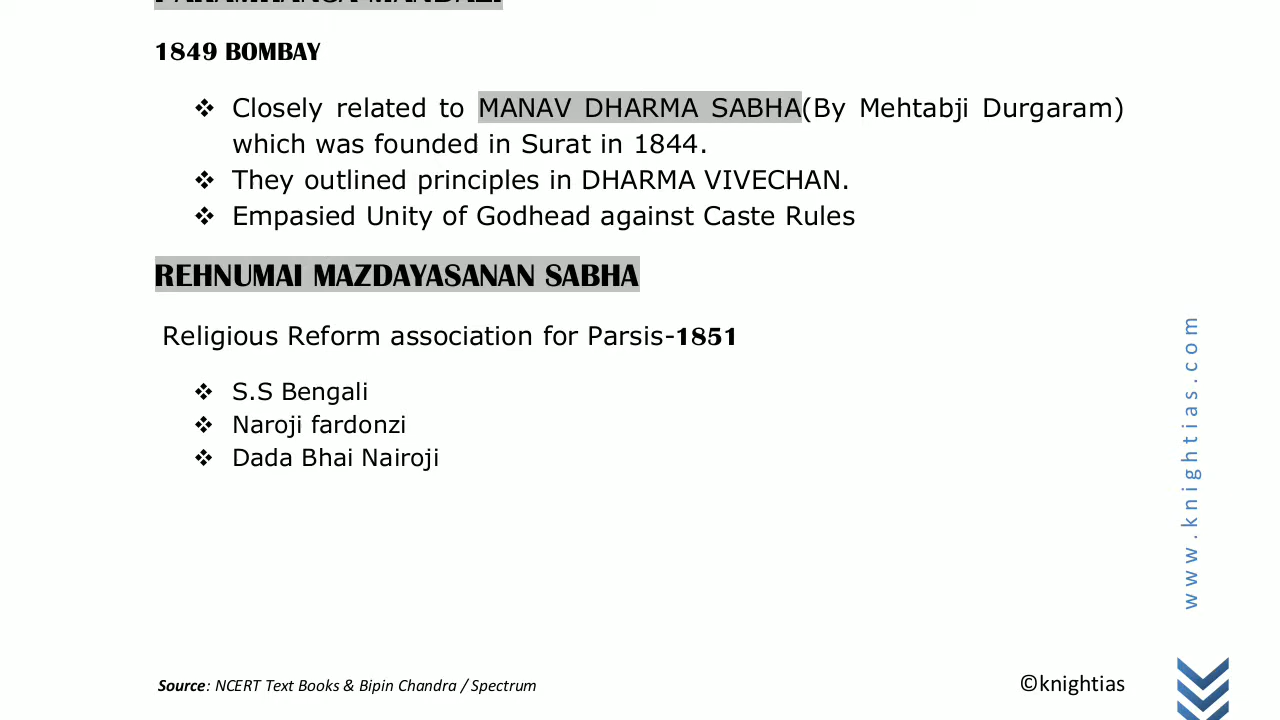 PARAMHANSA MANDALI
1849 BOMBAY
❖ Closely related to MANAV DHARMA SABHA(By Mehtabji Durgaram)
which was founded in Surat in 1844.
❖ They outlined principles in DHARMA VIVECHAN.
❖ Empasied Unity of Godhead against Caste Rules
REHNUMAI MAZDAYASANAN SABHA
Religious Reform association for Parsis-1851
❖ S.S Bengali
❖ Naroji fardonzi
❖ Dada Bhai Nairoji
www.knightias.com
Source: NCERT Text Books & Bipin Chandra / Spectrum
©knightias